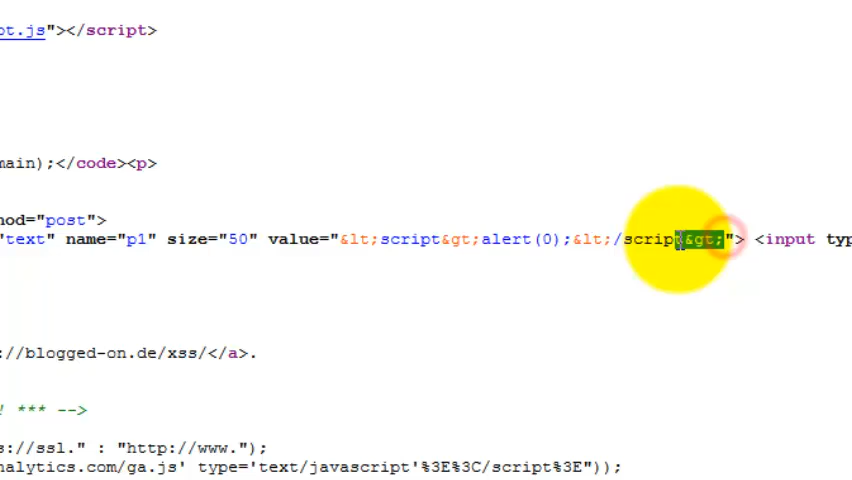 pt.js"></script>
main);</code><p>
hod="post">
"text" name="p1" size="50" value="&lt;script&gt;alert(0);&lt;/script&gt;"> <input typ
://blogged-on.de/xss/</a>.
! *** -->
s://ssl." : "http://www.");
nalytics.com/ga.js' type='text/javascript'%3E%3C/script%3E"));